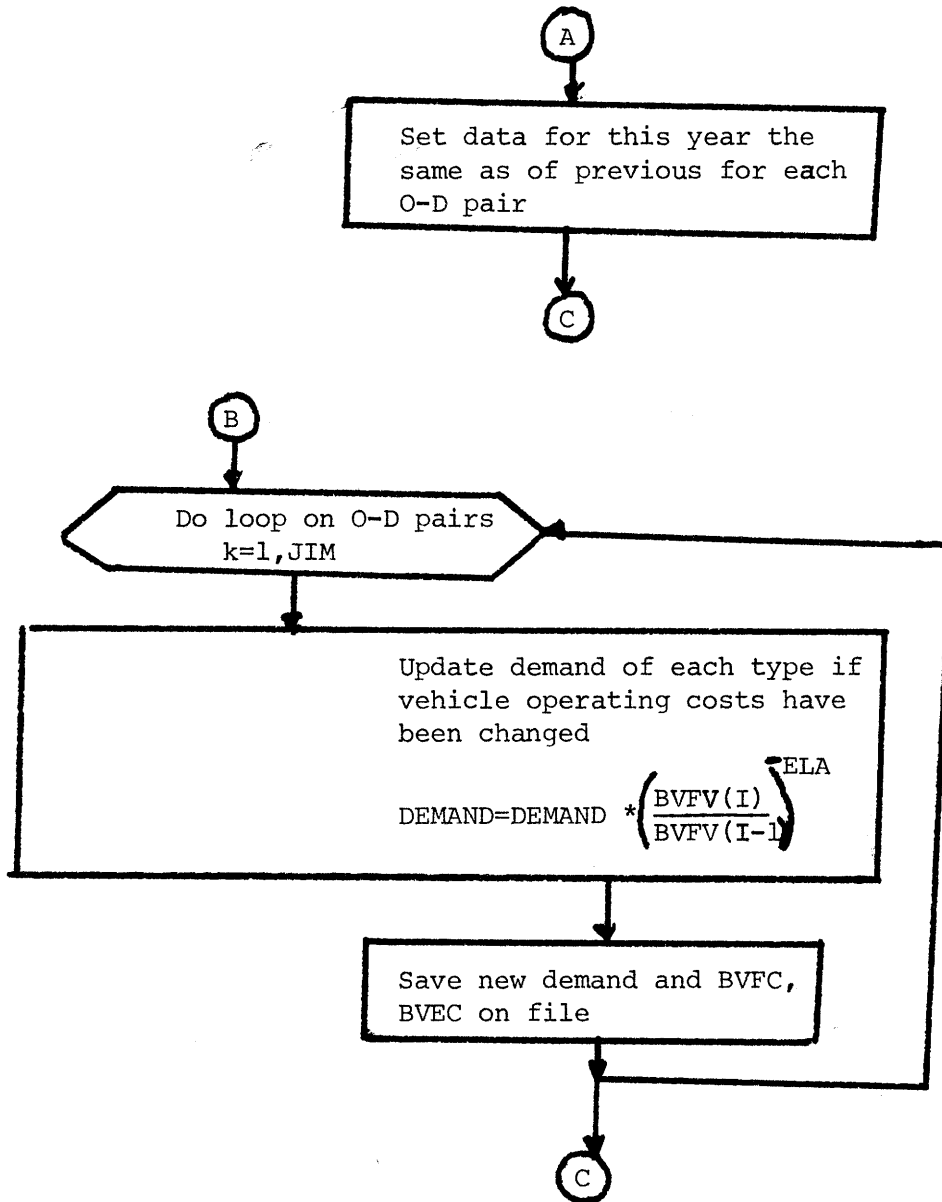 A
Set data for this year the
same as of previous for each
O-D pair
C
B
Do loop on O-D pairs
k=1,JIM
Update demand of each type if
vehicle operating costs have
been changed
-ELA
DEMAND=DEMAND *(BVFV(I)
BVFV(I-1)
Save new demand and BVFC,
BVEC on file
C